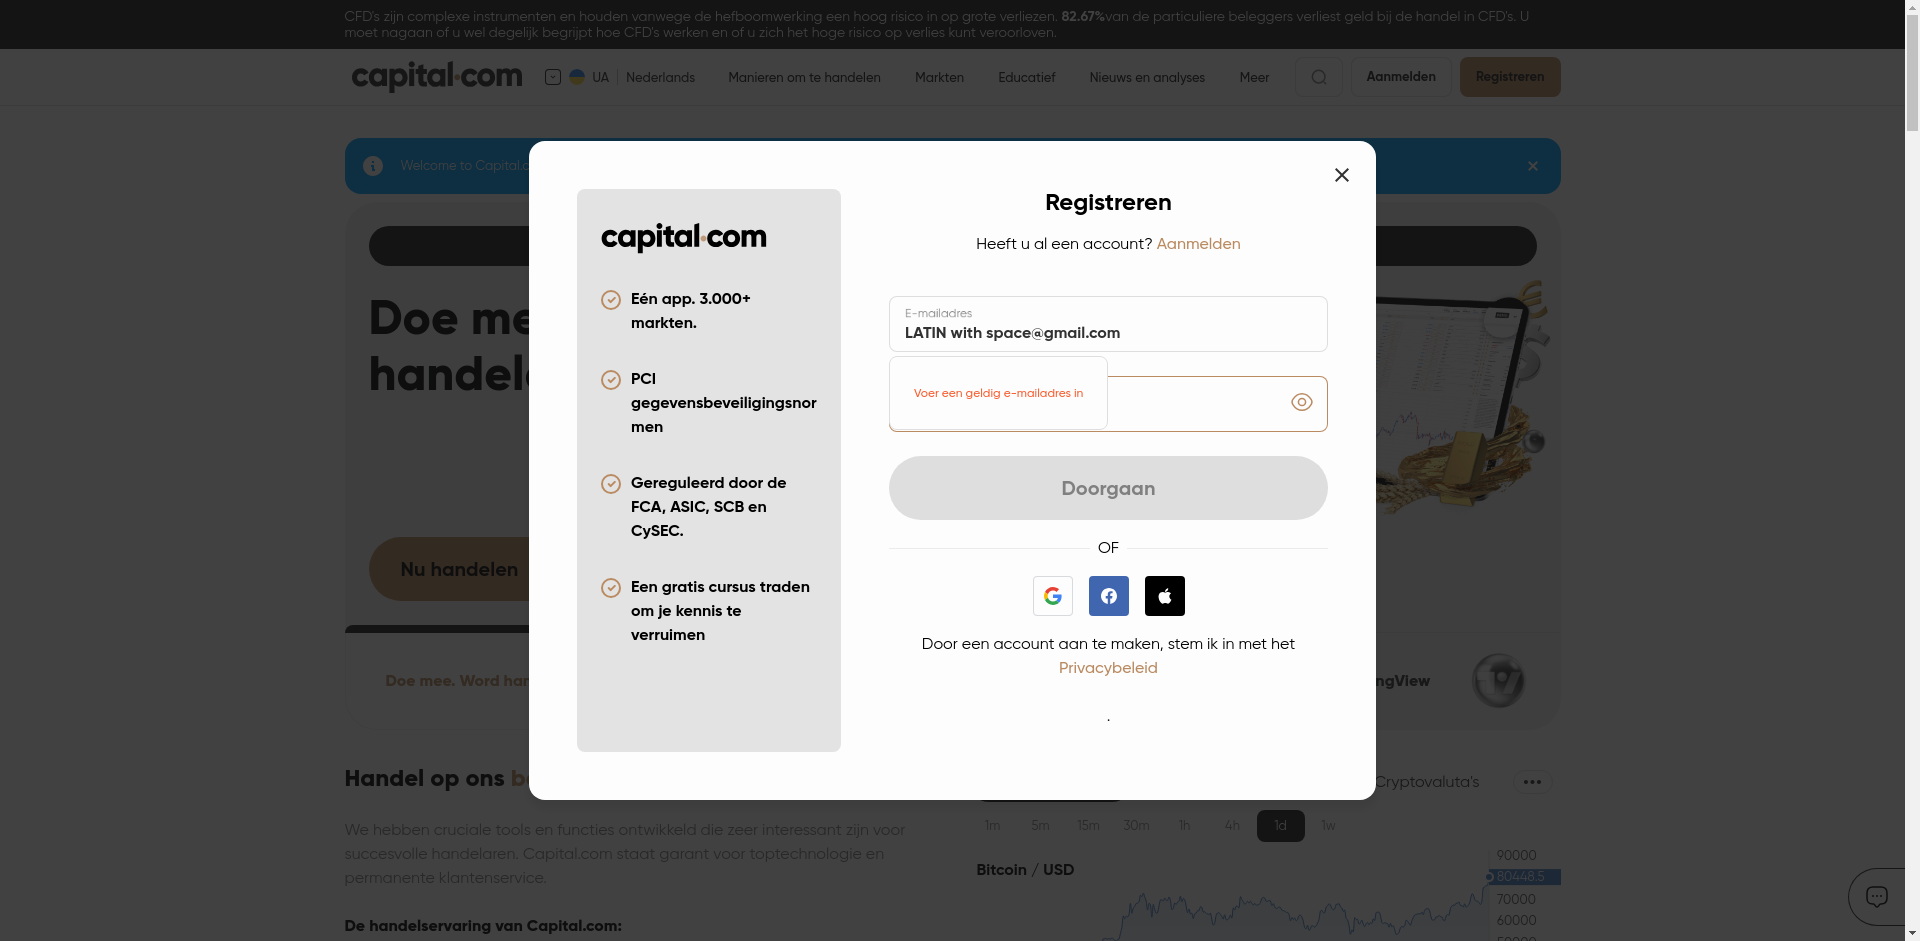 CFD's zijn complexe instrumenten en houden vanwege de hefboomwerking een hoog risico in op grote verliezen. 82.67%van de particuliere beleggers verliest geld bij de handel in CFD's. U
moet nagaan of u wel degelijk begrijpt hoe CFD's werken en of u zich het hoge risico op verlies kunt veroorloven.
capital.com
UA
Nederlands
Manieren om te handelen
Markten
Educatief
Nieuws en analyses
Meer
Aanmelden
Registreren
Welcome to Capital.c
Doe me
handel
Nu handelen
Doe mee. Word han
ngView
capital.com
Eén app. 3.000+
markten.
PCI
gegevensbeveiligingsnor
men
Gereguleerd door de
FCA, ASIC, SCB en
CySEC.
Een gratis cursus traden
om je kennis te
verruimen
Registreren
Heeft u al een account? Aanmelden
E-mailadres
LATIN with space@gmail.com
Voer een geldig e-mailadres in
Doorgaan
OF
Door een account aan te maken, stem ik in met het
Privacybeleid
.
Handel op ons b
We hebben cruciale tools en functies ontwikkeld die zeer interessant zijn voor
succesvolle handelaren. Capital.com staat garant voor toptechnologie en
permanente klantenservice.
De handelservaring van Capital.com:
Cryptovaluta's
1m
5m
15m
30m
1h
4h
1d
1w
Bitcoin / USD
90000
80448.5
70000
60000